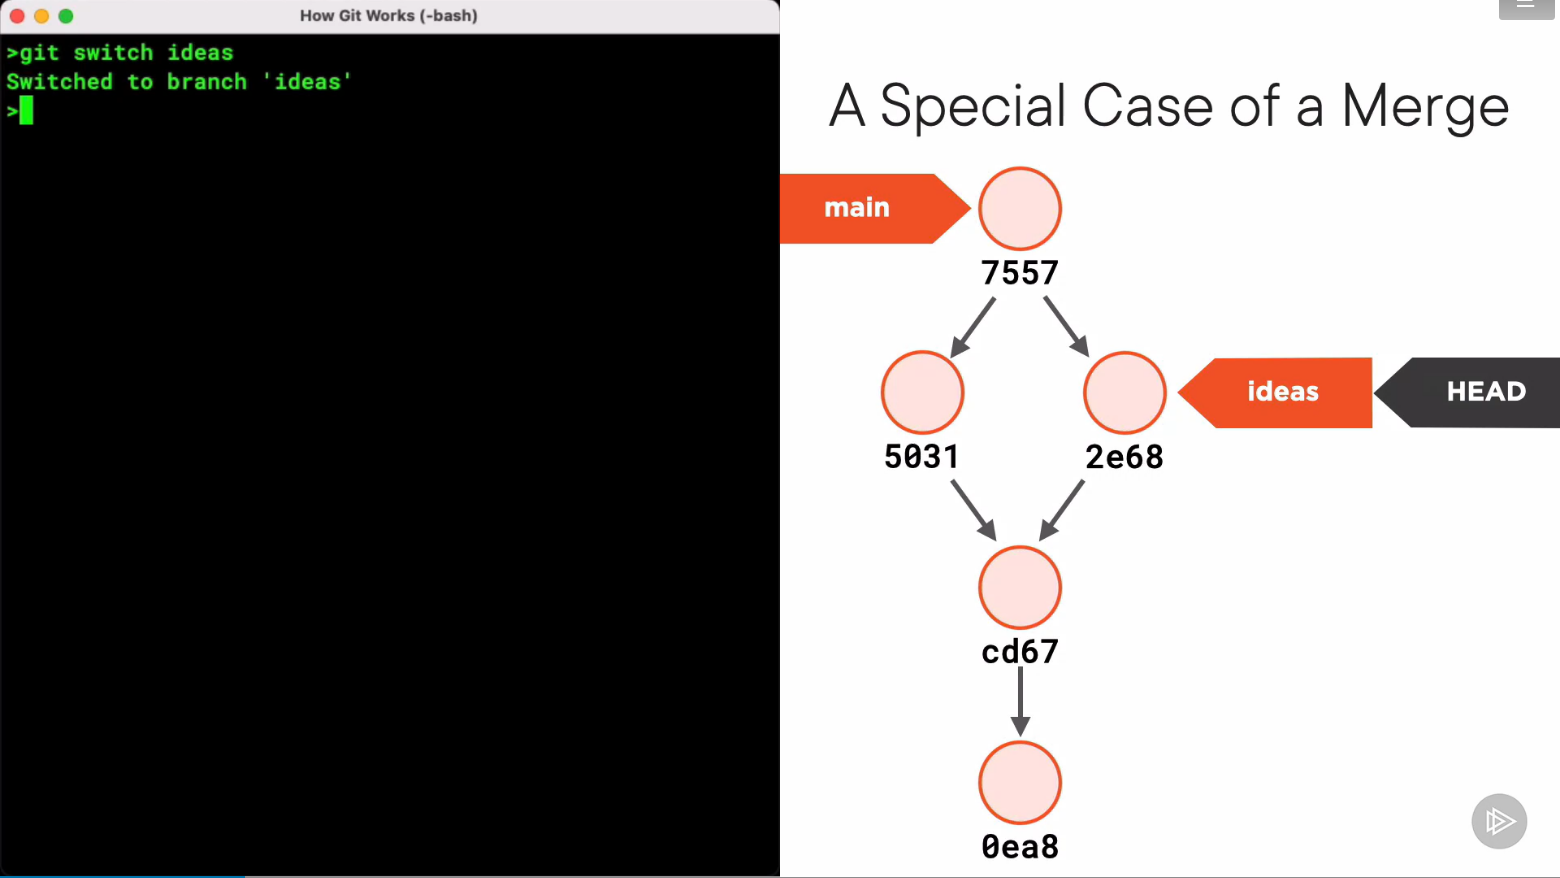 How Git Works (-bash)
>git switch ideas
Switched to branch 'ideas'
>
A Special Case of a Merge
main
7557
5031
2e68
ideas
HEAD
cd67
0ea8